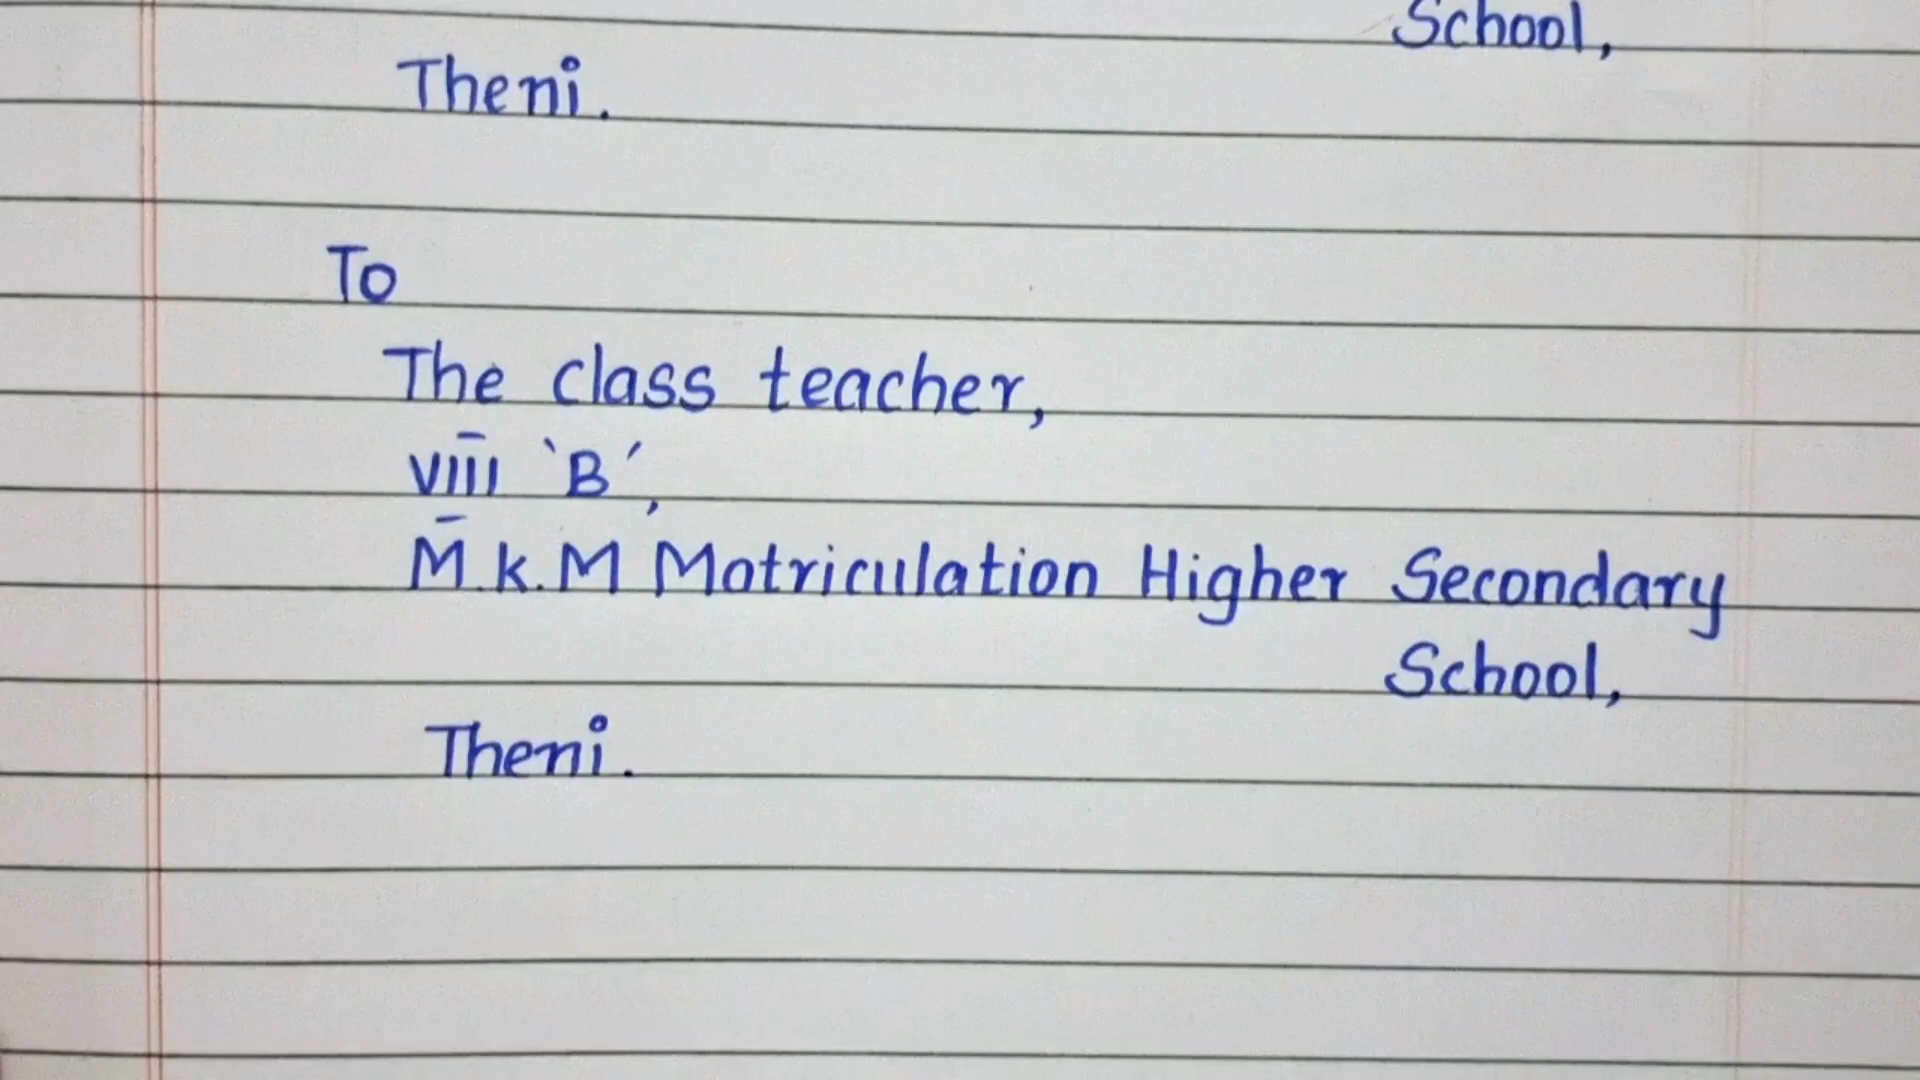 School,
Theni.
To
The class teacher,
VIII 'B',
M.K.M Matriculation Higher Secondary
School,
Theni.